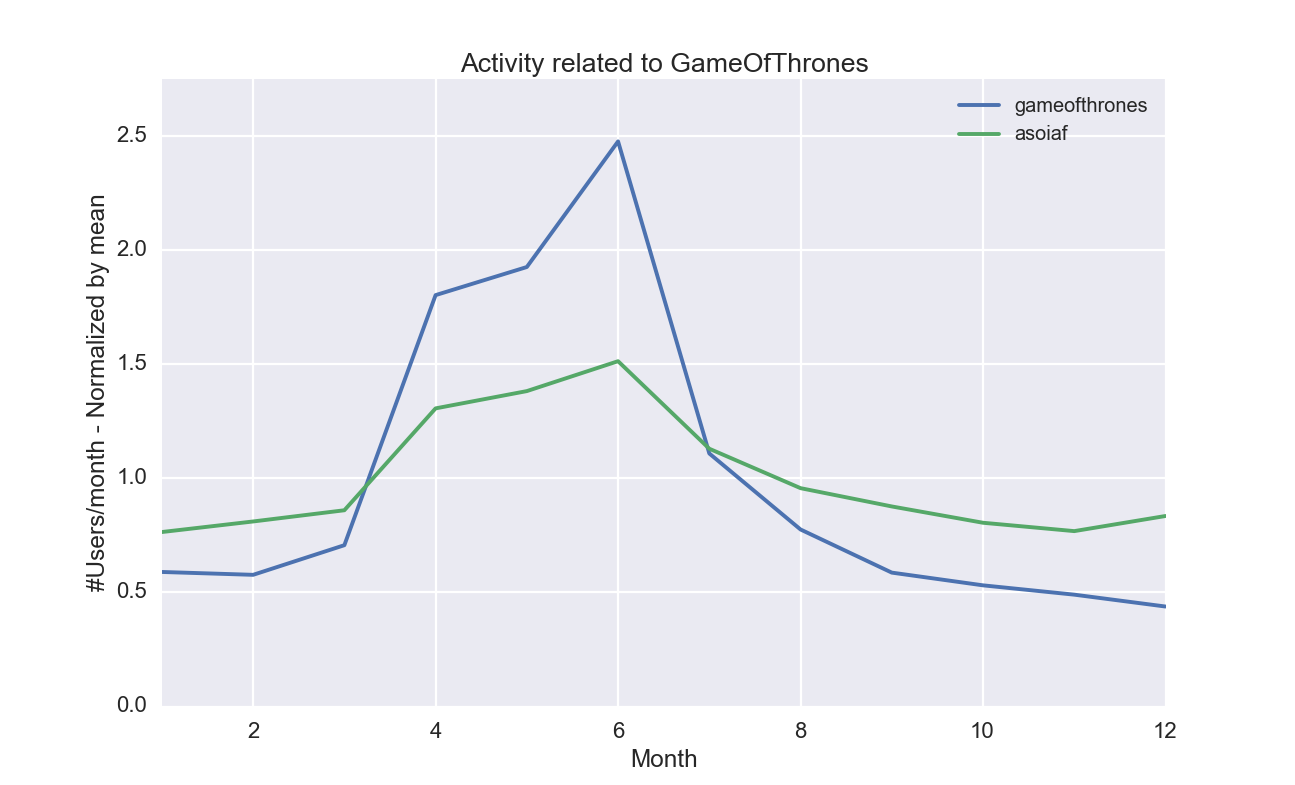 Activity related to GameOfThrones
gameofthrones
asoiaf
#Users/month - Normalized by mean
2.5
2.0
1.5
1.0
0.5
0.0
2 4 6 8 10 12
Month